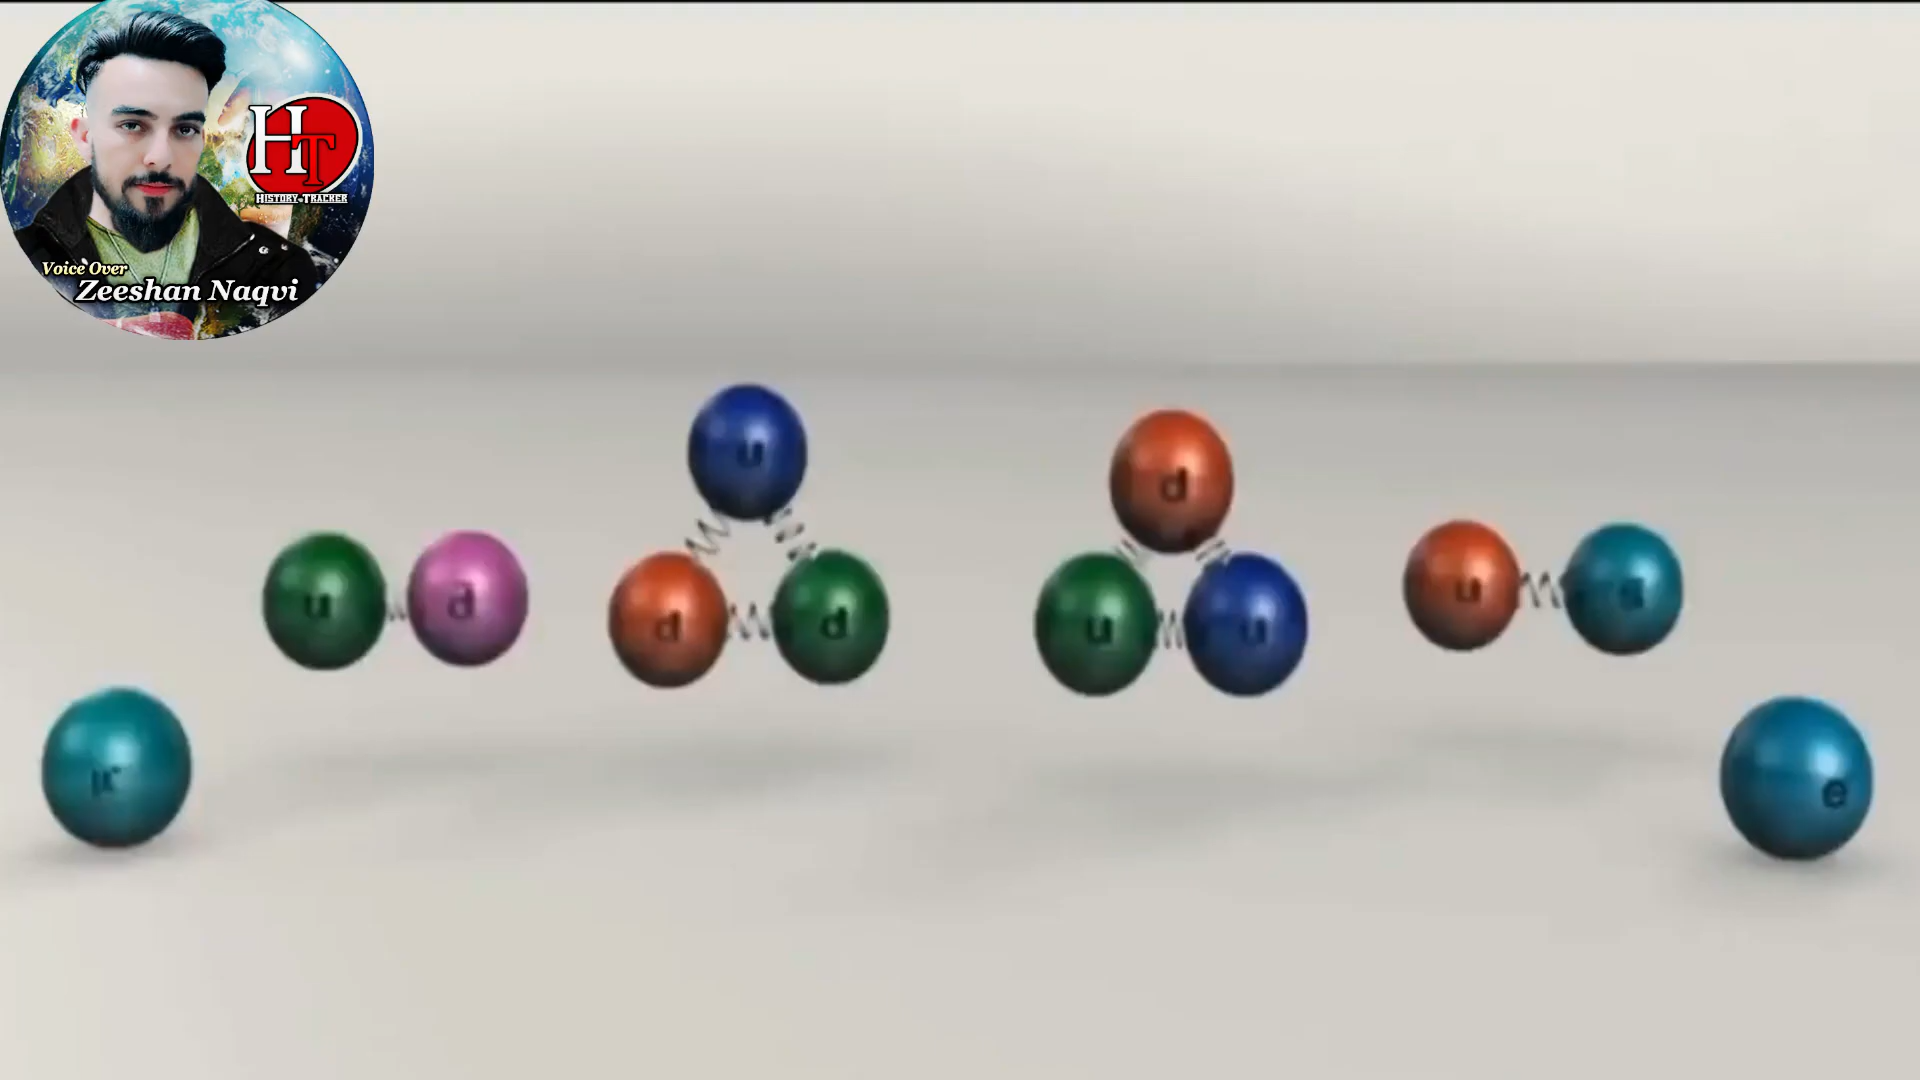 HT
HISTORY-TRACKER
Voice Over
Zeeshan Naqvi
u
d
d
u
u
d
d
d
u
u
u
s
μ
e